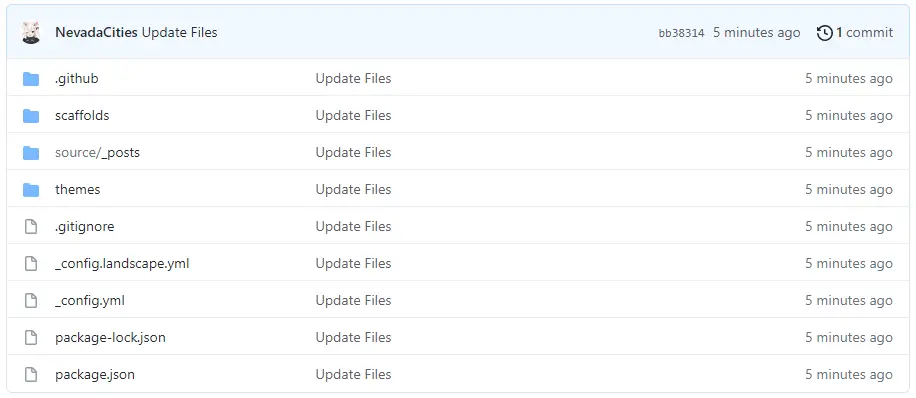 NevadaCities Update Files bb38314 5 minutes ago 1 commit
.github Update Files 5 minutes ago
scaffolds Update Files 5 minutes ago
source/_posts Update Files 5 minutes ago
themes Update Files 5 minutes ago
.gitignore Update Files 5 minutes ago
_config.landscape.yml Update Files 5 minutes ago
_config.yml Update Files 5 minutes ago
package-lock.json Update Files 5 minutes ago
package.json Update Files 5 minutes ago